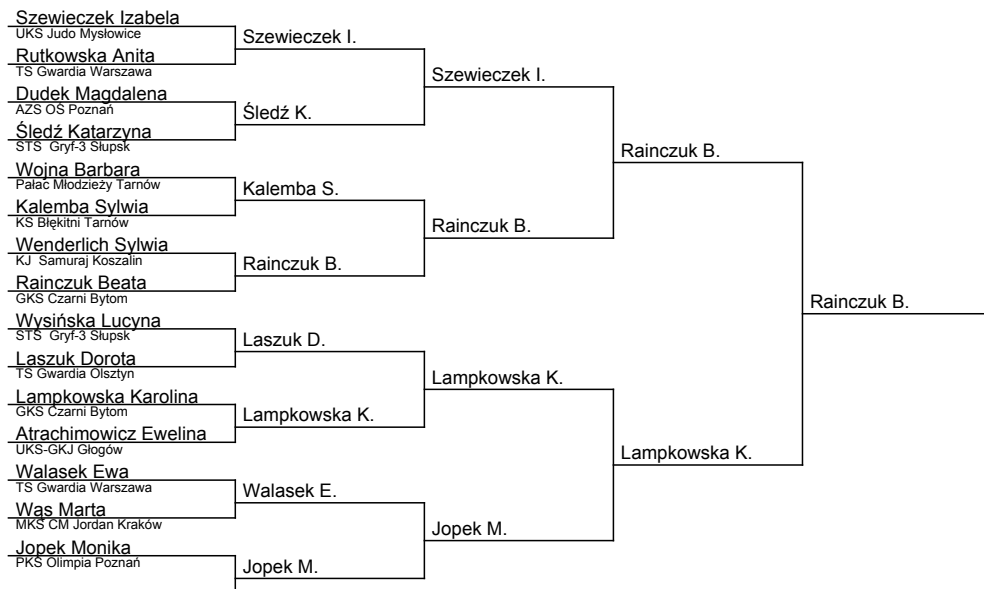 Szewieczek Izabela
UKS Judo Mysłowice
Szewieczek I.
Rutkowska Anita
TS Gwardia Warszawa
Szewieczek I.
Dudek Magdalena
AZS OŚ Poznań
Śledź K.
Śledź Katarzyna
STS  Gryf-3 Słupsk
Rainczuk B.
Wojna Barbara
Pałac Młodzieży Tarnów
Kalemba S.
Kalemba Sylwia
KS Błękitni Tarnów
Rainczuk B.
Wenderlich Sylwia
KJ  Samuraj Koszalin
Rainczuk B.
Rainczuk Beata
GKS Czarni Bytom
Rainczuk B.
Wysińska Lucyna
STS  Gryf-3 Słupsk
Laszuk D.
Laszuk Dorota
TS Gwardia Olsztyn
Lampkowska K.
Lampkowska Karolina
GKS Czarni Bytom
Lampkowska K.
Atrachimowicz Ewelina
UKS-GKJ Głogów
Lampkowska K.
Walasek Ewa
TS Gwardia Warszawa
Walasek E.
Wąs Marta
MKS CM Jordan Kraków
Jopek M.
Jopek Monika
PKS Olimpia Poznań
Jopek M.